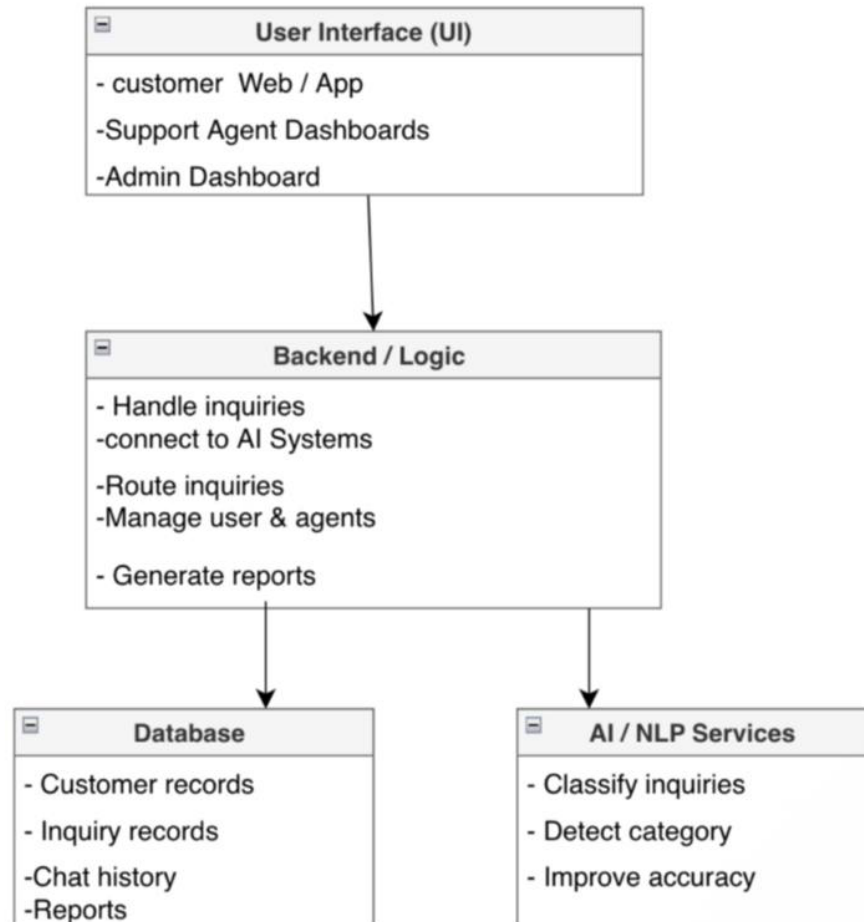 User Interface (UI)
- customer Web / App
-Support Agent Dashboards
-Admin Dashboard
Backend / Logic
- Handle inquiries
-connect to AI Systems
-Route inquiries
-Manage user & agents
- Generate reports
Database
- Customer records
- Inquiry records
-Chat history
-Reports
AI / NLP Services
- Classify inquiries
- Detect category
- Improve accuracy